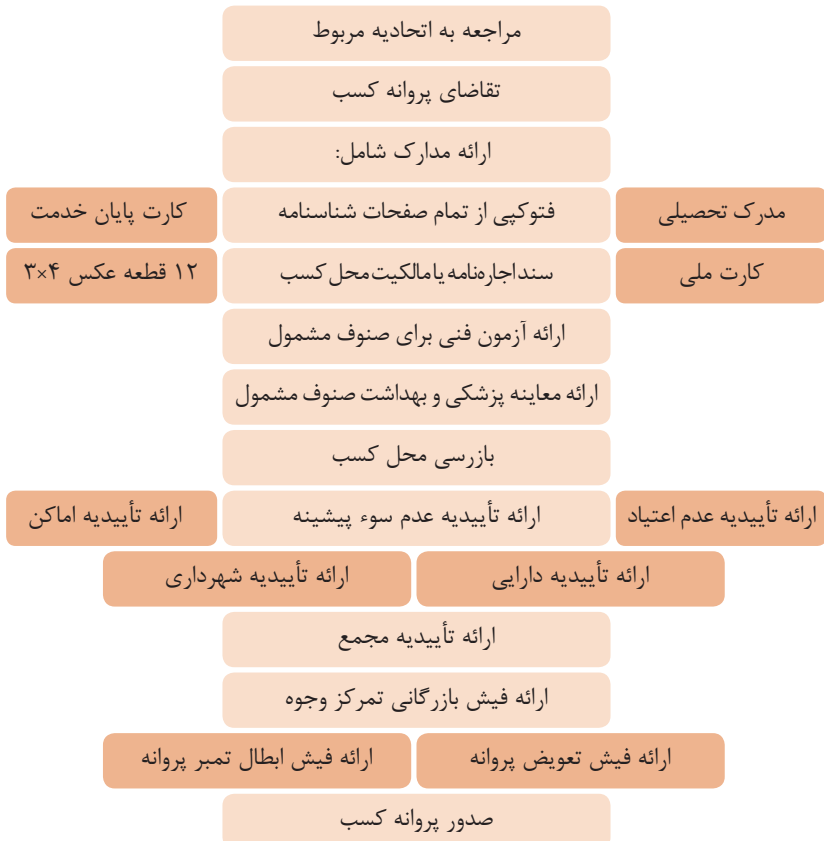 مراجعه به اتحادیه مربوط
تقاضای پروانه کسب
ارائه مدارک شامل:
مدرک تحصیلی
فتوکپی از تمام صفحات شناسنامه
کارت پایان خدمت
کارت ملی
سند اجاره‌نامه یا مالکیت محل کسب
۱۲ قطعه عکس ۴×۳
ارائه آزمون فنی برای صنوف مشمول
ارائه معاینه پزشکی و بهداشت صنوف مشمول
بازرسی محل کسب
ارائه تأییدیه عدم اعتیاد
ارائه تأییدیه عدم سوء پیشینه
ارائه تأییدیه اماکن
ارائه تأییدیه دارایی
ارائه تأییدیه شهرداری
ارائه تأییدیه مجمع
ارائه فیش بازرگانی تمرکز وجوه
ارائه فیش تعویض پروانه
ارائه فیش ابطال تمبر پروانه
صدور پروانه کسب